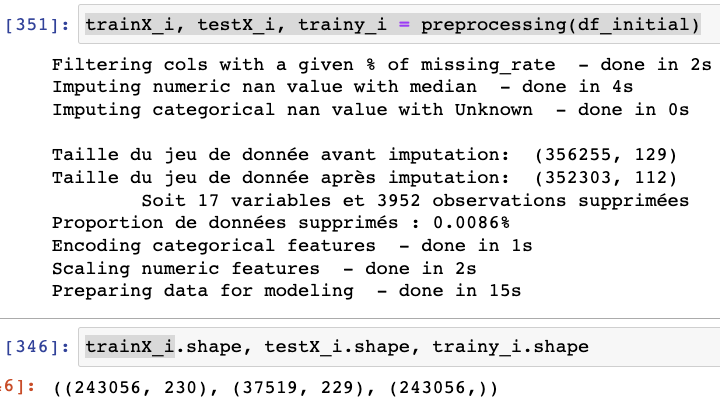 [351]: trainX_i, testX_i, trainy_i = preprocessing(df_initial)
Filtering cols with a given % of missing_rate  - done in 2s
Imputing numeric nan value with median  - done in 4s
Imputing categorical nan value with Unknown  - done in 0s
Taille du jeu de donnée avant imputation:  (356255, 129)
Taille du jeu de donnée après imputation:  (352303, 112)
Soit 17 variables et 3952 observations supprimées
Proportion de données supprimés : 0.0086%
Encoding categorical features  - done in 1s
Scaling numeric features  - done in 2s
Preparing data for modeling  - done in 15s
[346]: trainX_i.shape, testX_i.shape, trainy_i.shape
6]: ((243056, 230), (37519, 229), (243056,))